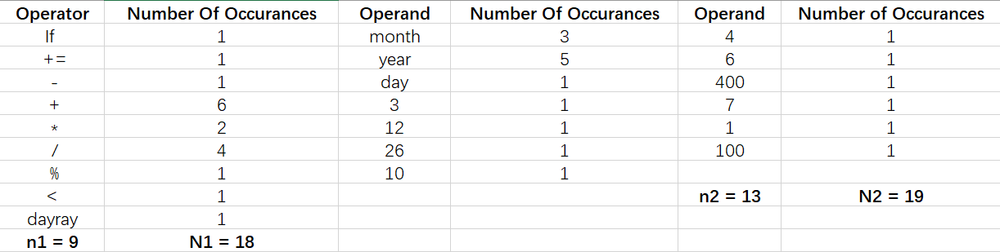 Operator Number Of Occurances Operand Number Of Occurances Operand Number of Occurances
If 1 month 3 4 1
+= 1 year 5 6 1
- 1 day 1 400 1
+ 6 3 1 7 1
* 2 12 1 1 1
/ 4 26 1 100 1
% 1 10 1
< 1 n2 = 13 N2 = 19
dayray 1
n1 = 9 N1 = 18